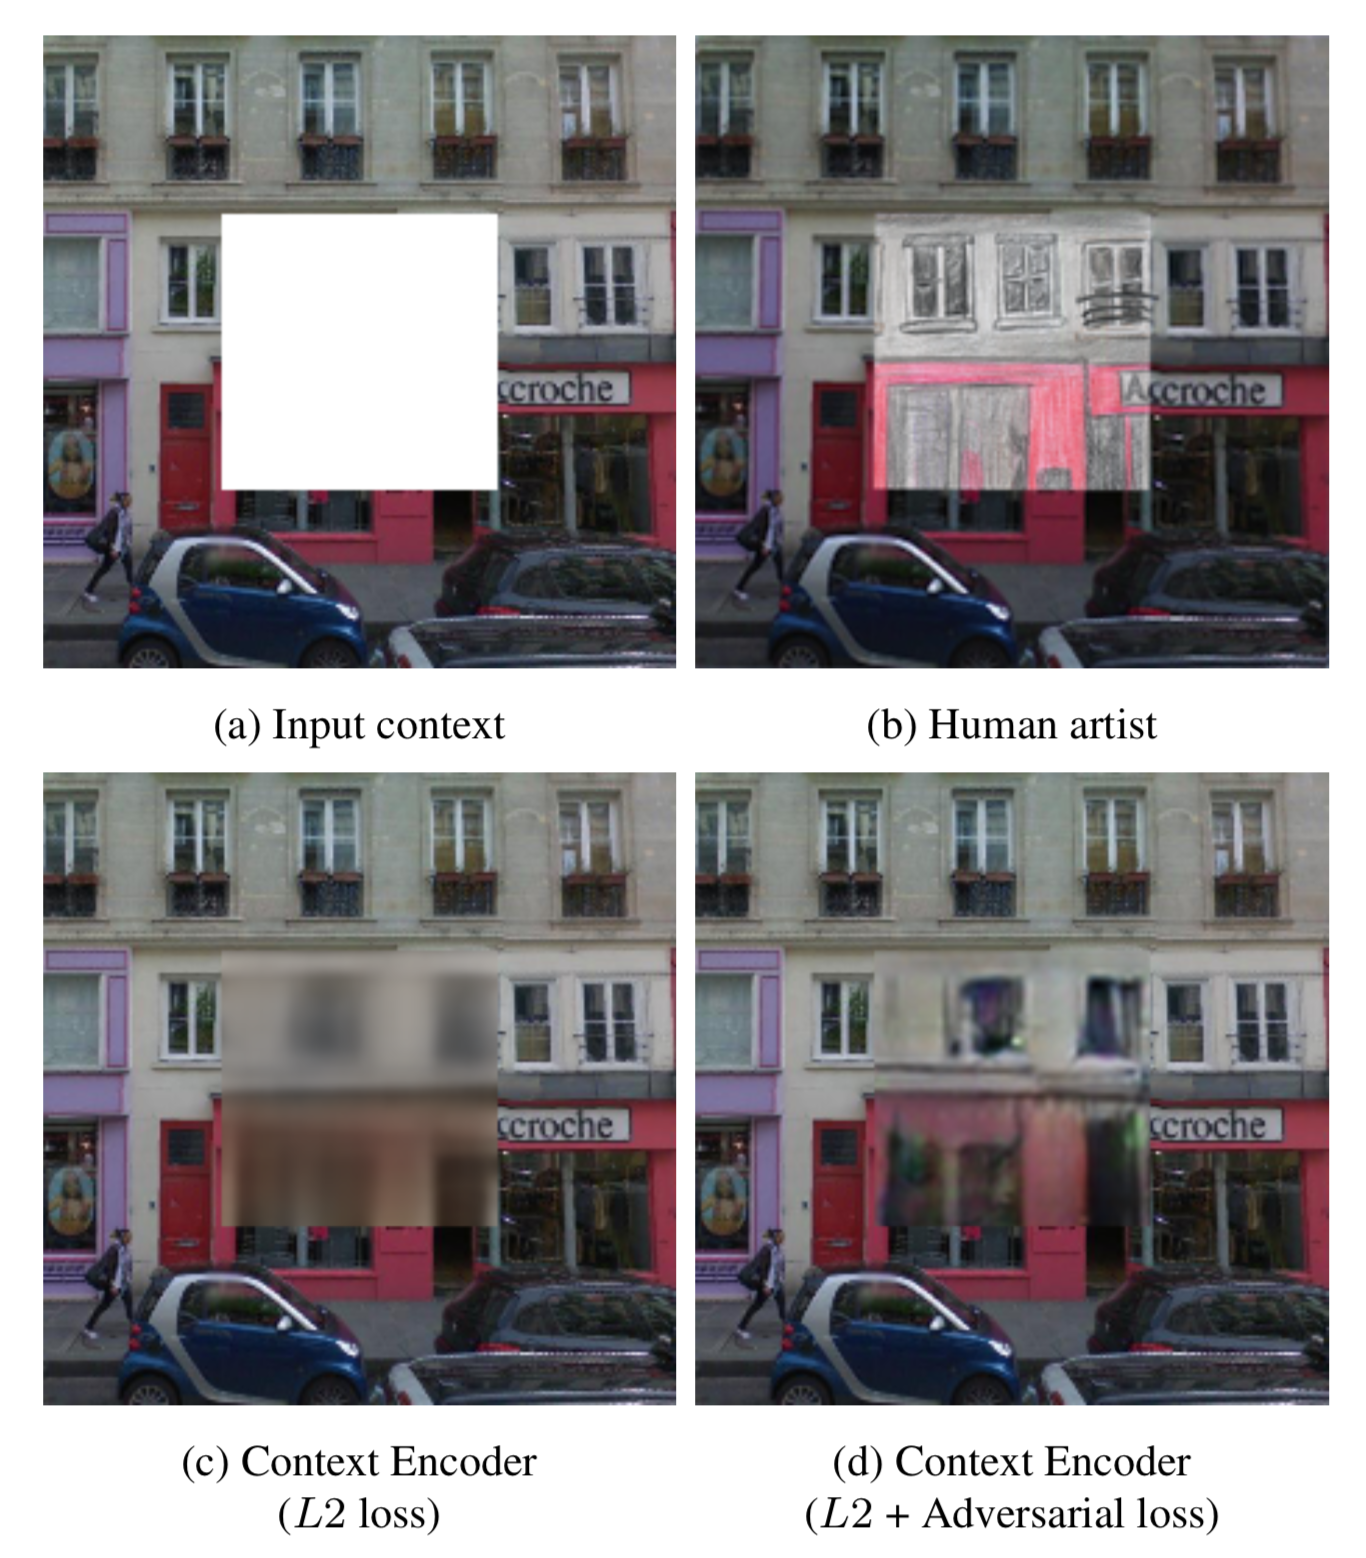 ccroche
Accroche
(a) Input context
(b) Human artist
ccroche
ccroche
(c) Context Encoder
(L2 loss)
(d) Context Encoder
(L2 + Adversarial loss)